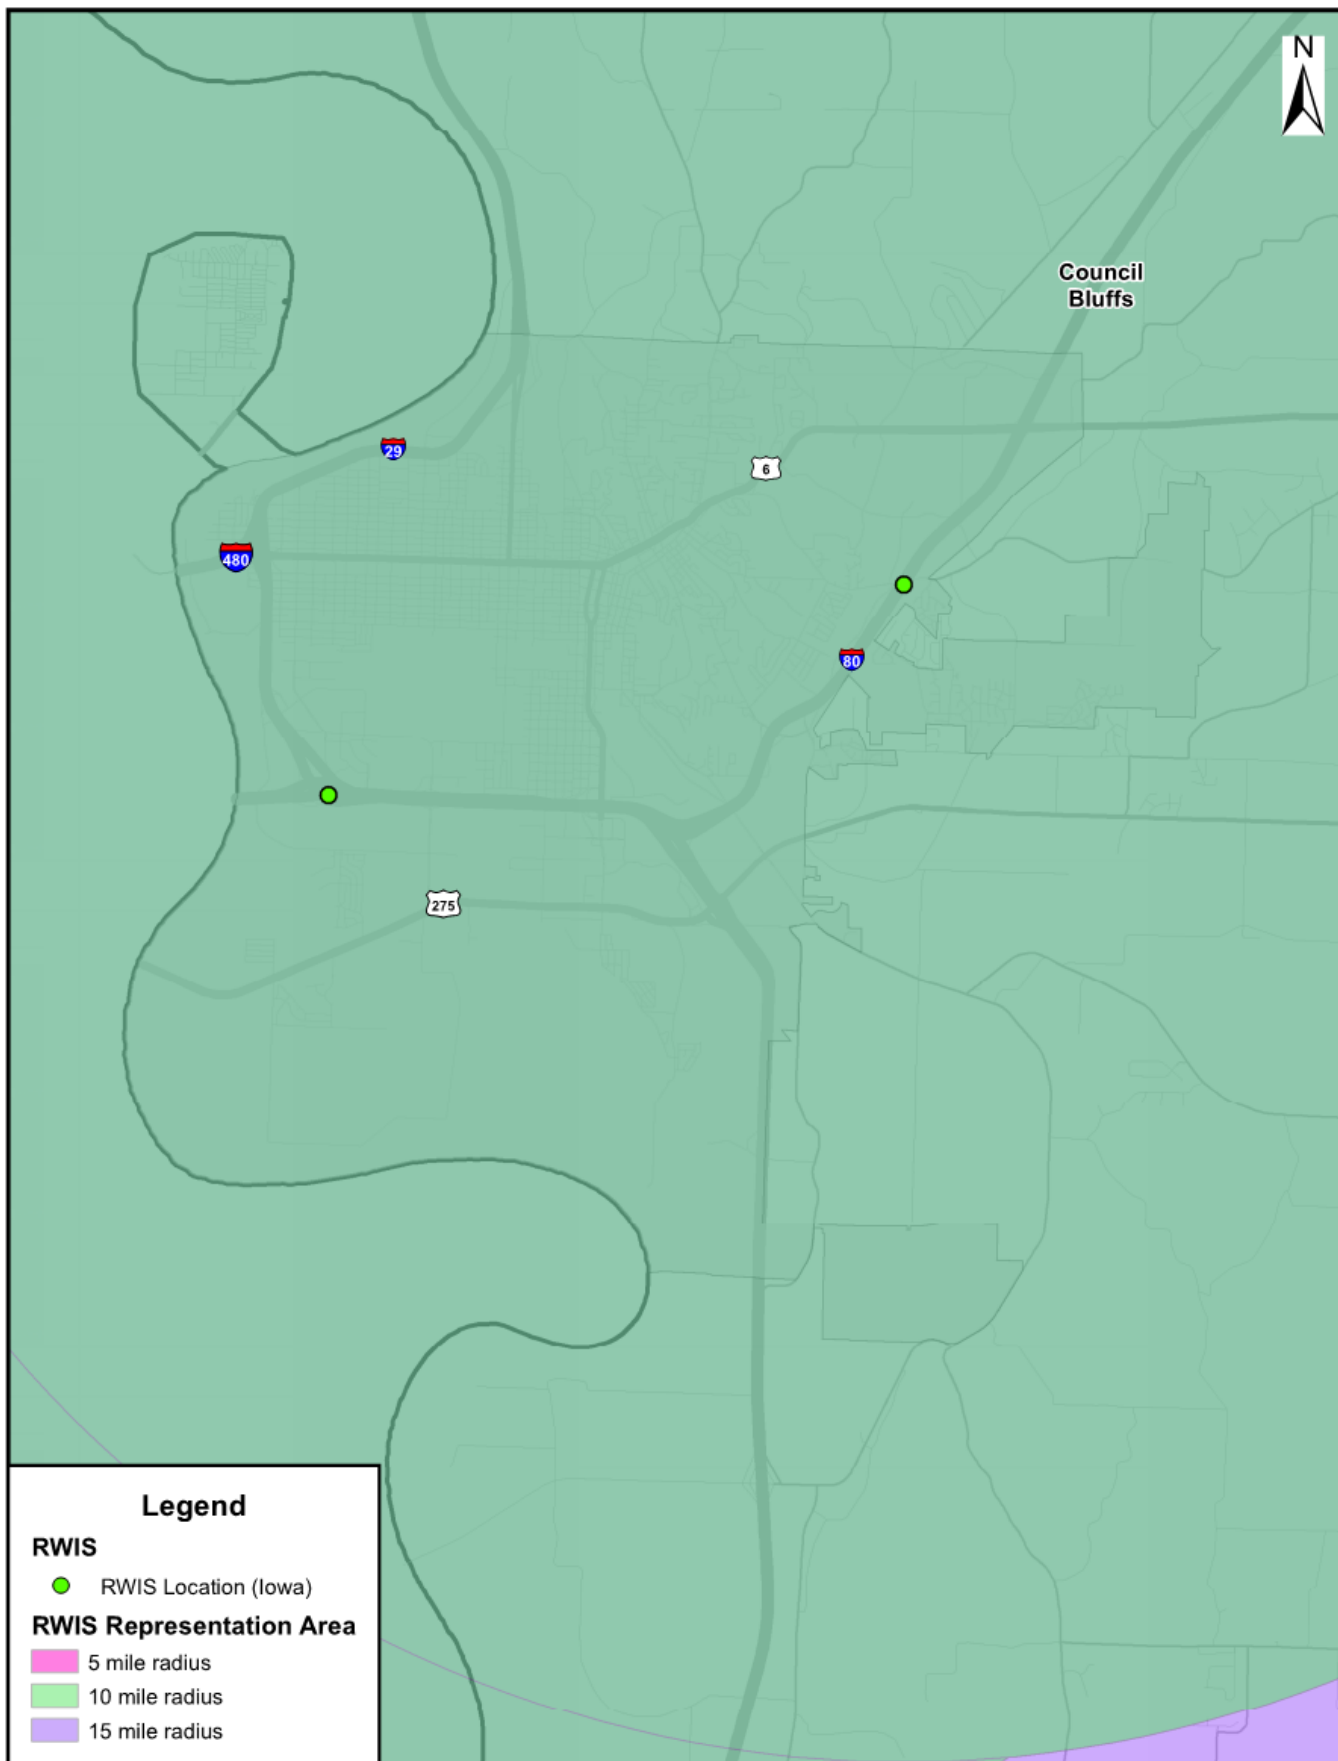 N
Council
Bluffs
29
6
480
80
275
Legend
RWIS
RWIS Location (Iowa)
RWIS Representation Area
5 mile radius
10 mile radius
15 mile radius